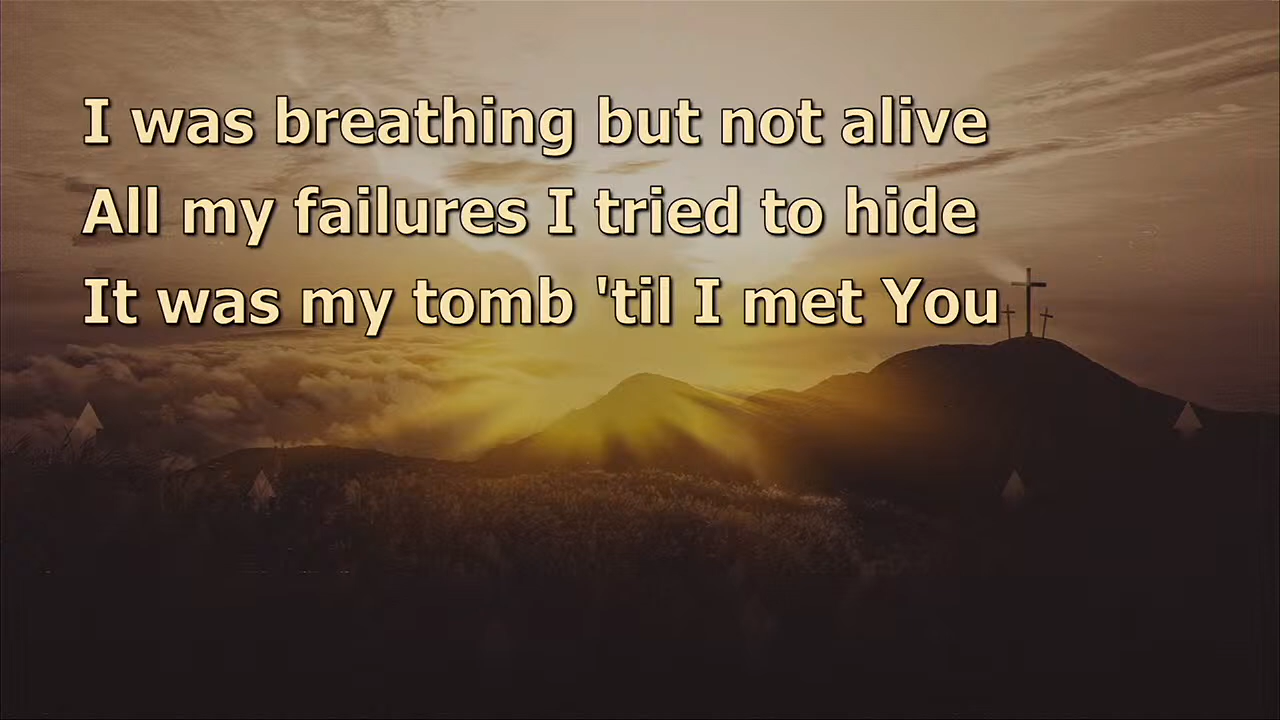 I was breathing but not alive
All my failures I tried to hide
It was my tomb 'til I met You